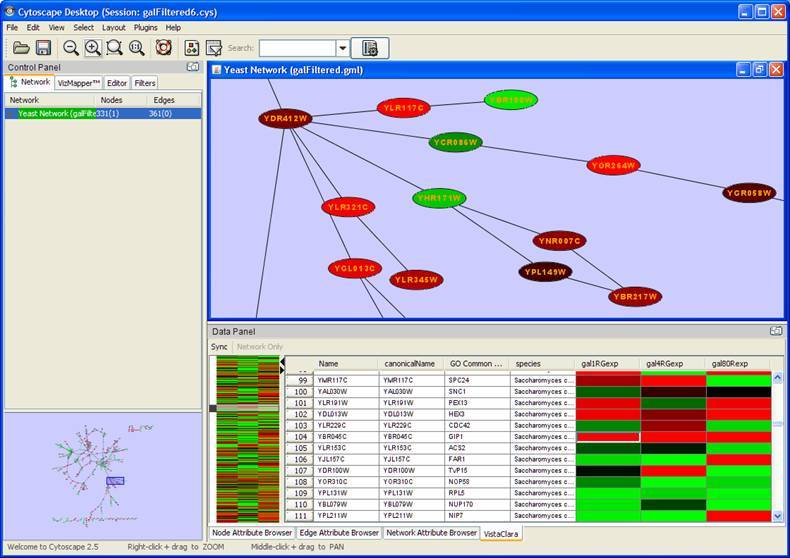 Cytoscape Desktop (Session: galFiltered6.cys)
File Edit View Select Layout Plugins Help
Search:
Control Panel
Network VizMapper™ Editor Filters
Network Nodes Edges
Yeast Network (galFilte 331(1) 361(0)
Yeast Network (galFiltered.gml)
YLR117C
YDR412W
YCR086W
YOR264W
YGR058W
YHR171W
YLR321C
YNR007C
YGL013C
YPL149W
YLR345W
YBR217W
Data Panel
Sync Network Only
Name canonicalName GO Common ... species gal1RGexp gal4RGexp gal80Rexp
99 YMR117C YMR117C SPC24 Saccharomyces c...
100 YAL030W YAL030W SNC1 Saccharomyces c...
101 YLR191W YLR191W PEX13 Saccharomyces c...
102 YDL013W YDL013W HEX3 Saccharomyces c...
103 YLR229C YLR229C CDC42 Saccharomyces c...
104 YBR045C YBR045C GIP1 Saccharomyces c...
105 YLR153C YLR153C ACS2 Saccharomyces c...
106 YJL157C YJL157C FAR1 Saccharomyces c...
107 YDR100W YDR100W TVP15 Saccharomyces c...
108 YOR310C YOR310C NOP58 Saccharomyces c...
109 YPL131W YPL131W RPL5 Saccharomyces c...
110 YBL079W YBL079W NUP170 Saccharomyces c...
111 YPL211W YPL211W NIP7 Saccharomyces c...
Node Attribute Browser Edge Attribute Browser Network Attribute Browser VistaClara
Welcome to Cytoscape 2.5 Right-click + drag to ZOOM Middle-click + drag to PAN